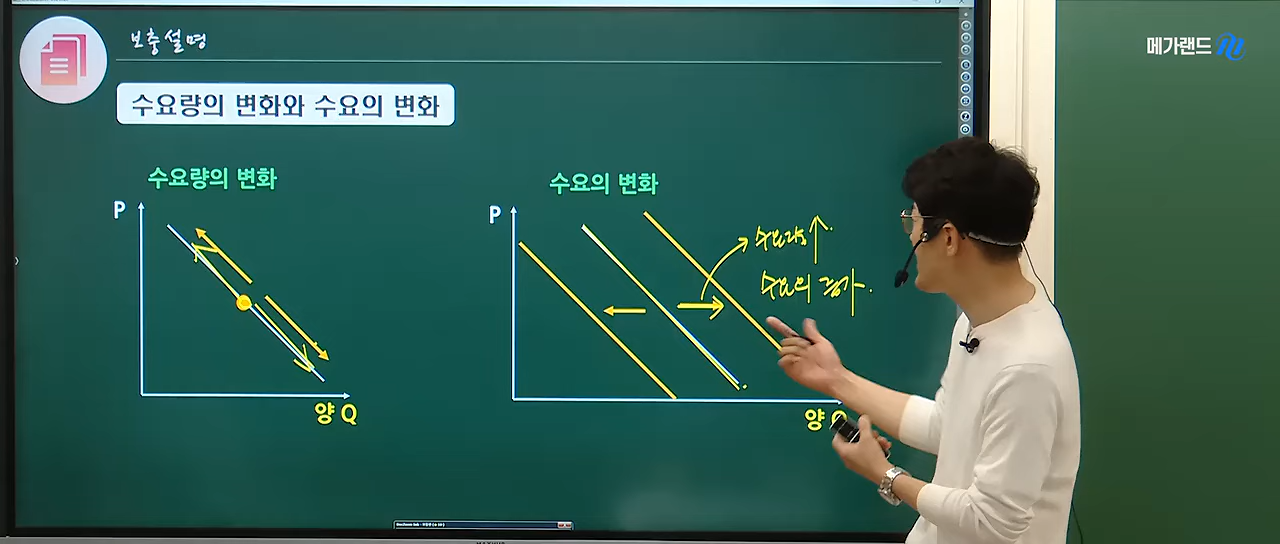 보충설명
메가랜드
수요량의 변화와 수요의 변화
수요량의 변화
수요의 변화
P
P
수요량↑
수요의 증가
양 Q
양 Q